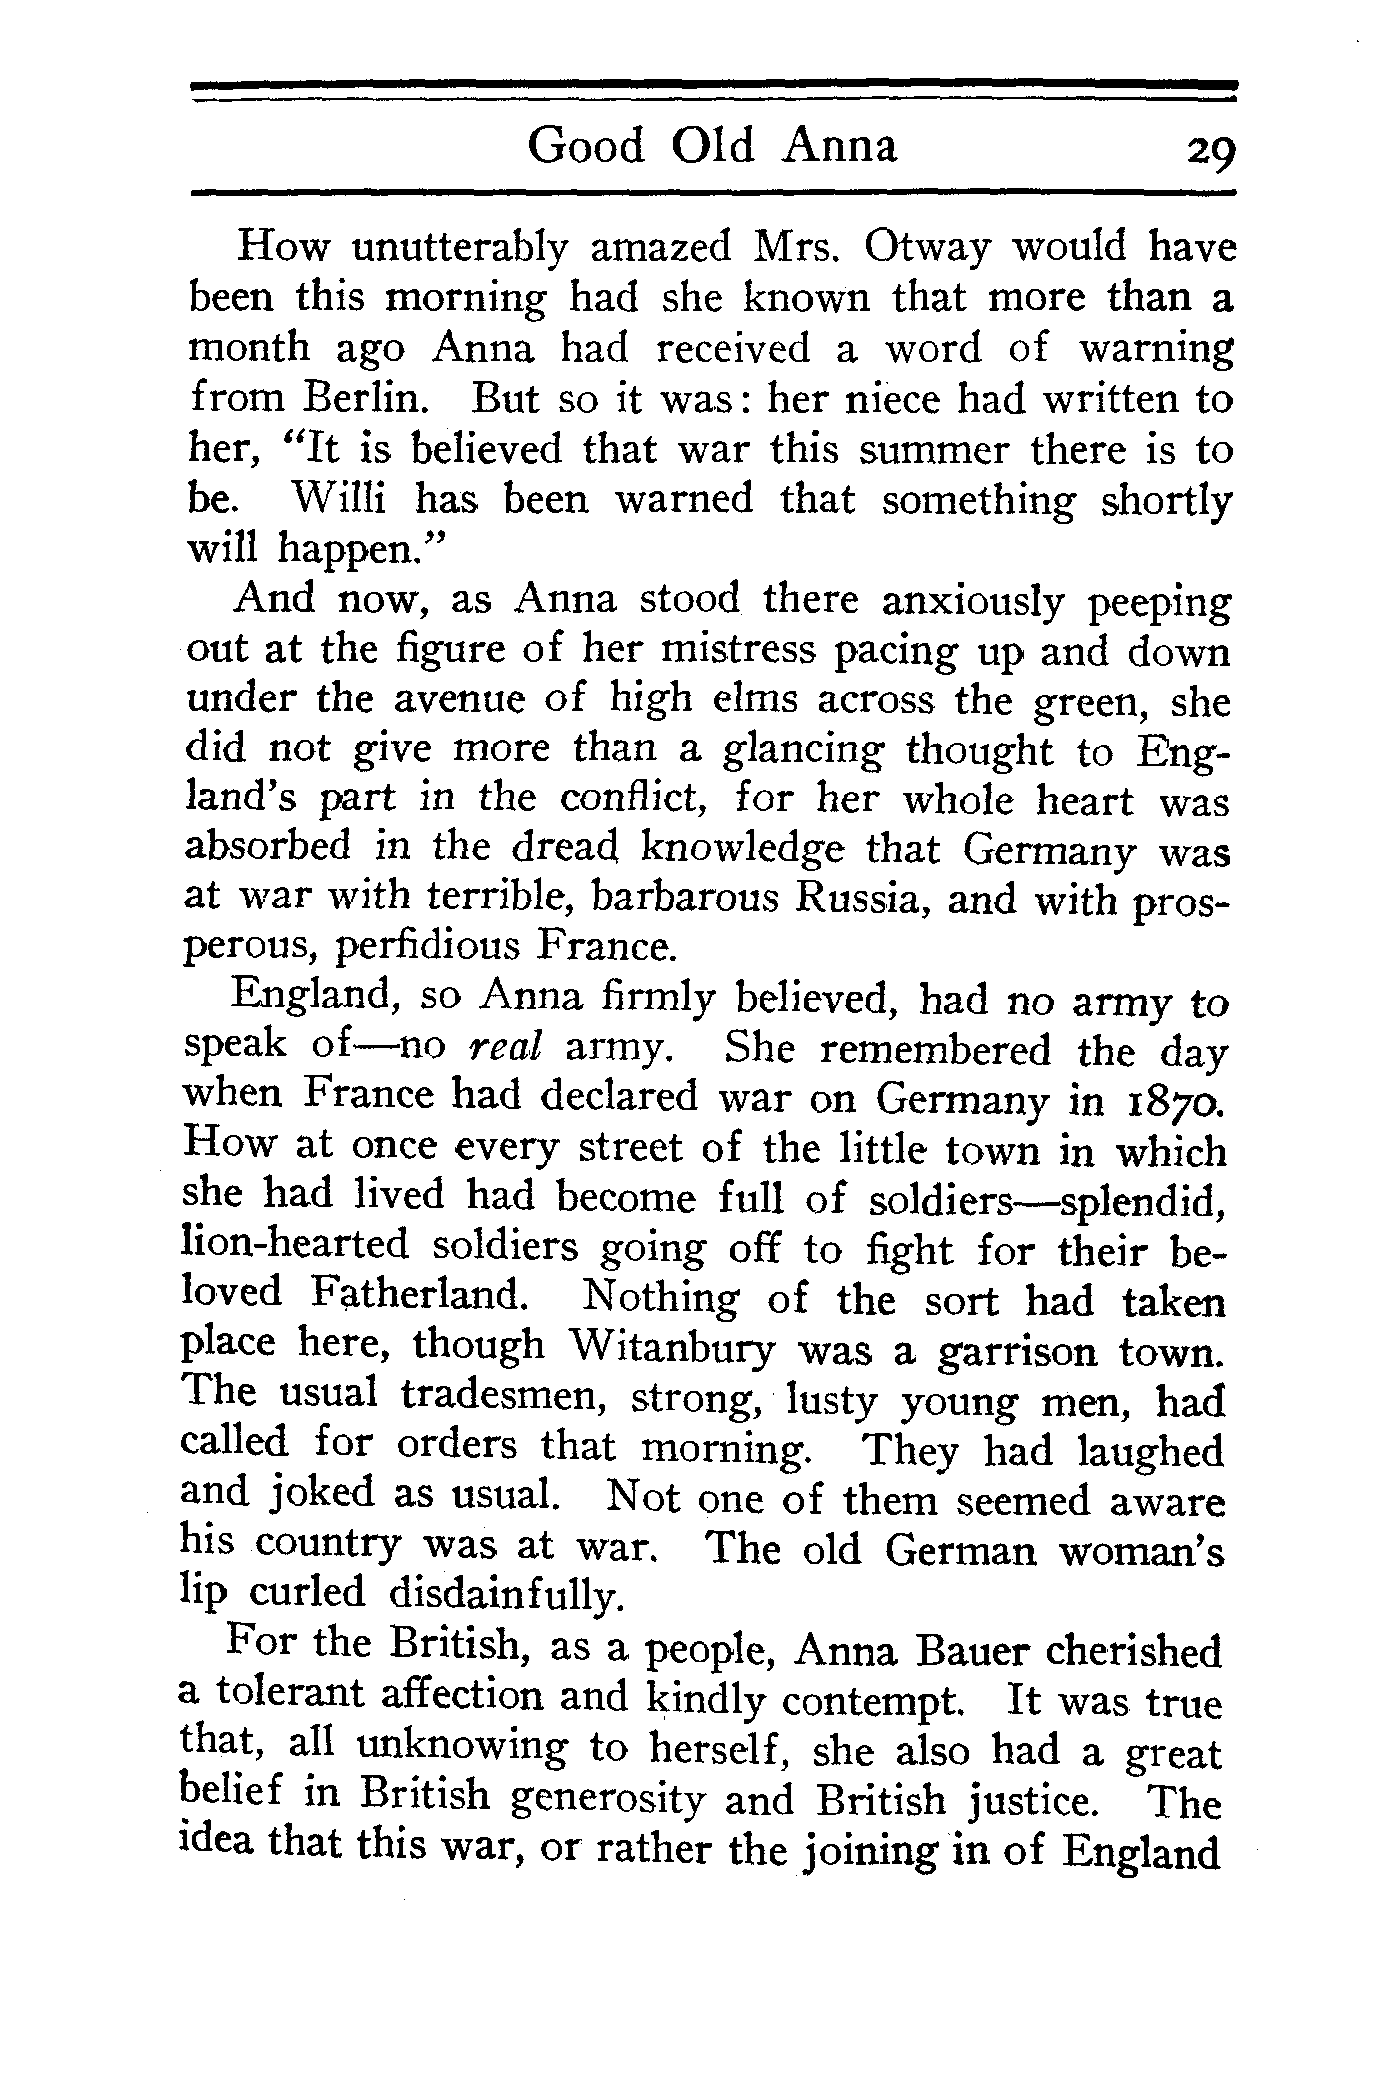 Good Old Anna 29
How unutterably amazed Mrs. Otway would have
been this morning had she known that more than a
month ago Anna had received a word of warning
from Berlin. But so it was: her niece had written to
her, “It is believed that war this summer there is to
be. Willi has been warned that something shortly
will happen.”
And now, as Anna stood there anxiously peeping
out at the figure of her mistress pacing up and down
under the avenue of high elms across the green, she
did not give more than a glancing thought to Eng-
land's part in the conflict, for her whole heart was
absorbed in the dread knowledge that Germany was
at war with terrible, barbarous Russia, and with pros-
perous, perfidious France.
England, so Anna firmly believed, had no army to
speak of—no real army. She remembered the day
when France had declared war on Germany in 1870.
How at once every street of the little town in which
she had lived had become full of soldiers—splendid,
lion-hearted soldiers going off to fight for their be-
loved Fatherland. Nothing of the sort had taken
place here, though Witanbury was a garrison town.
The usual tradesmen, strong, lusty young men, had
called for orders that morning. They had laughed
and joked as usual. Not one of them seemed aware
his country was at war. The old German woman's
lip curled disdainfully.
For the British, as a people, Anna Bauer cherished
a tolerant affection and kindly contempt. It was true
that, all unknowing to herself, she also had a great
belief in British generosity and British justice. The
idea that this war, or rather the joining in of England